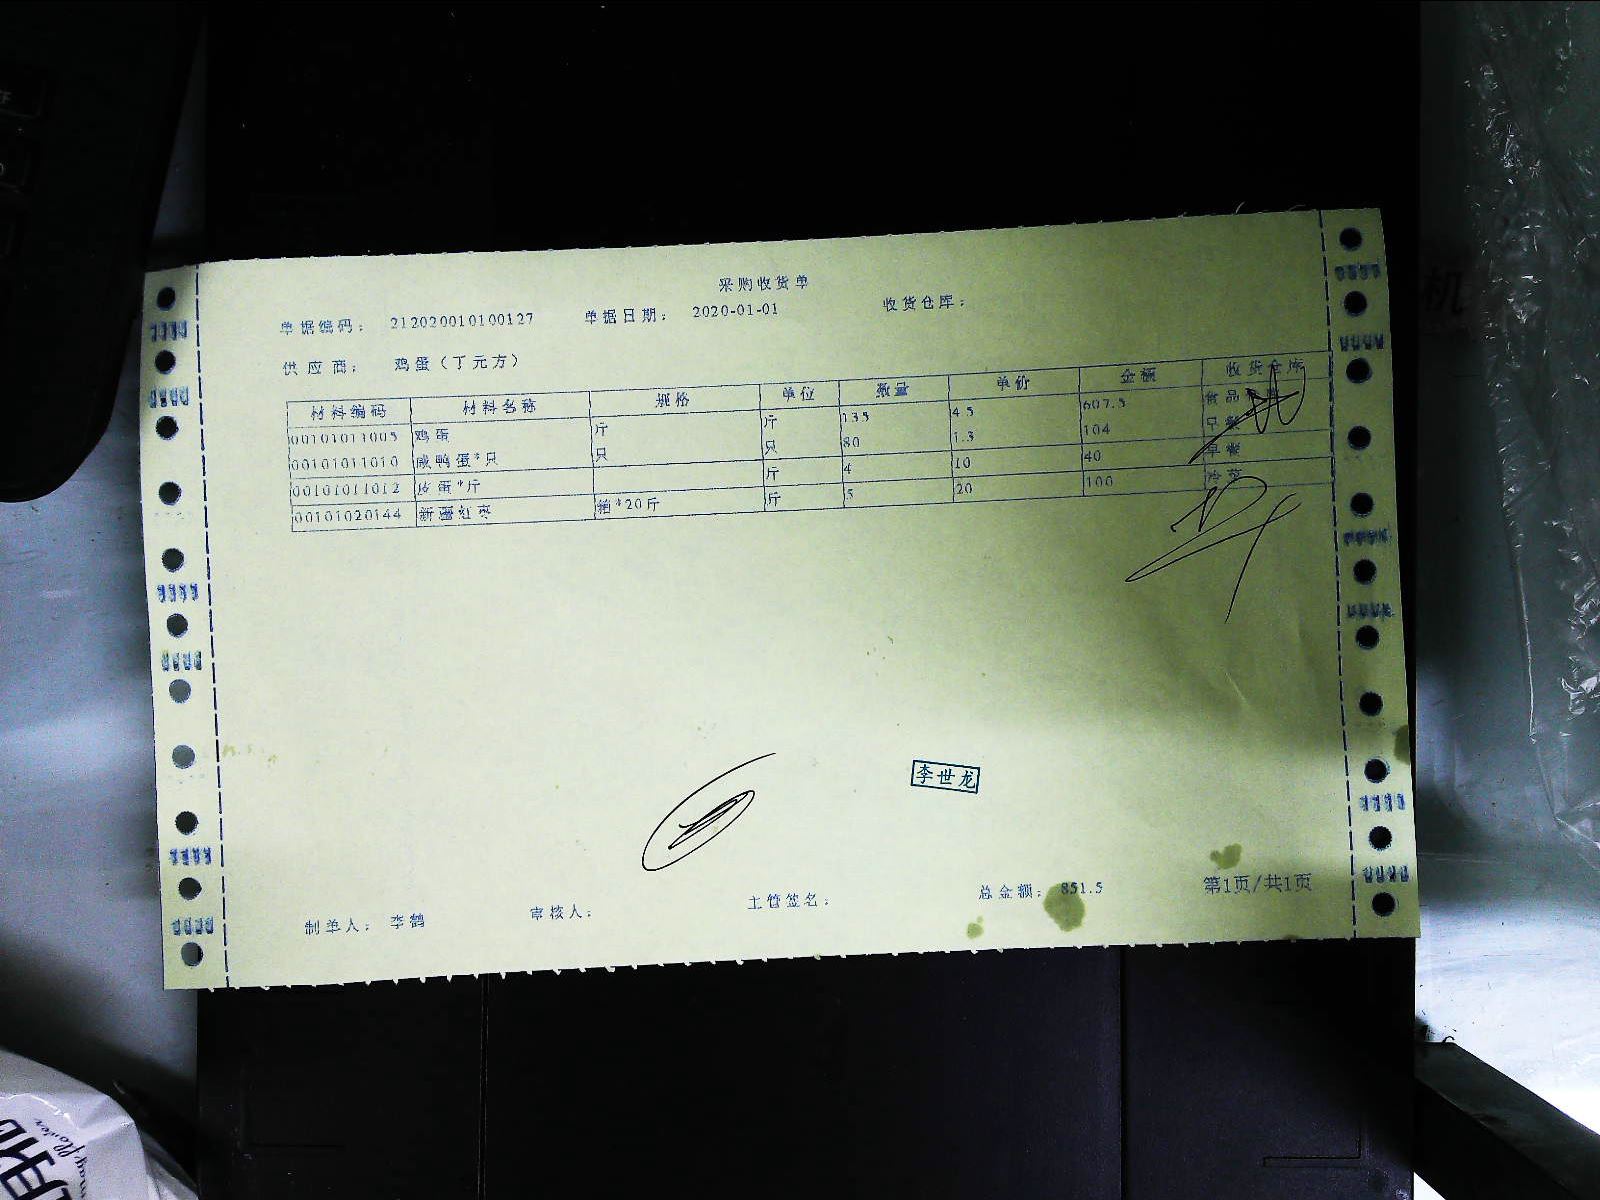 采购收货单
单据编码： 212020010100127 单据日期： 2020-01-01 收货仓库：
供应商： 鸡蛋（丁元方）
材料编码 材料名称 规格 单位 数量 单价 金额 收货仓库
00101011005 鸡蛋 斤 斤 135 4.5 607.5 食品
00101011010 咸鸭蛋*只 只 只 80 1.3 104 早餐
00101011012 皮蛋*斤 斤 4 10 40 早餐
00101020144 新疆红枣 箱*20斤 斤 5 20 100 冷菜
李世龙
制单人： 李鹤 审核人： 主管签名： 总金额： 851.5 第1页/共1页
机